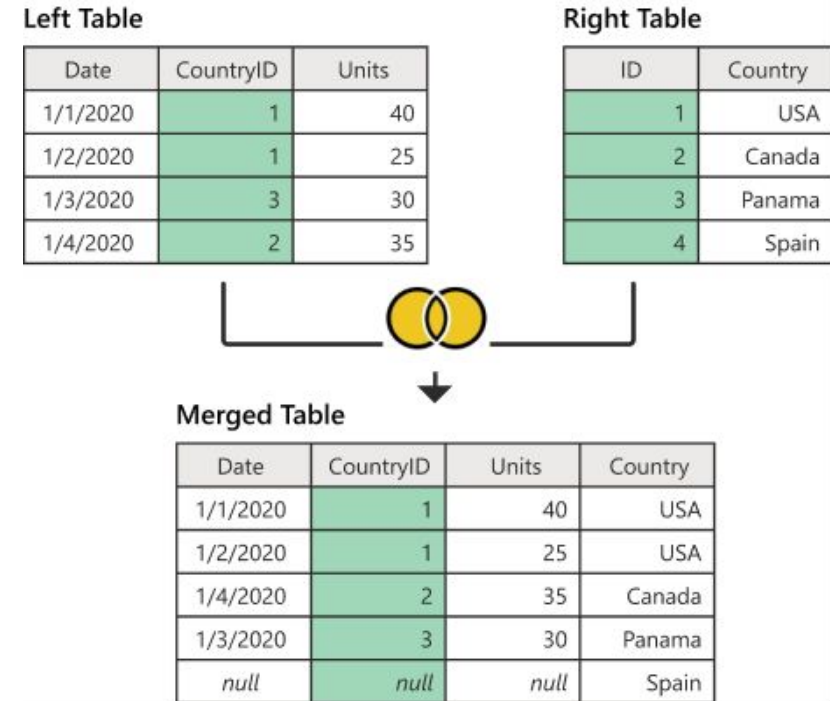 Left Table
Date CountryID Units
1/1/2020 1 40
1/2/2020 1 25
1/3/2020 3 30
1/4/2020 2 35
Right Table
ID Country
1 USA
2 Canada
3 Panama
4 Spain
Merged Table
Date CountryID Units Country
1/1/2020 1 40 USA
1/2/2020 1 25 USA
1/4/2020 2 35 Canada
1/3/2020 3 30 Panama
null null null Spain